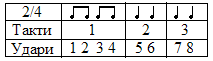 2/4 ♫ ♫ ♩ ♩ ♩ ♩
Такти 1 2 3
Удари 1 2 3 4 5 6 7 8